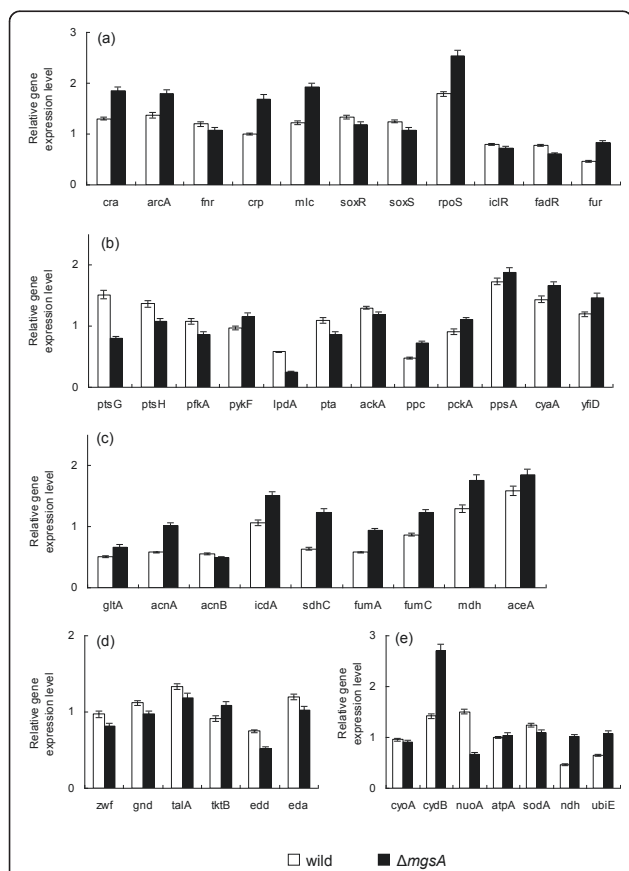 (a)
Relative gene
expression level
3
2
1
0
cra arcA fnr crp mlc soxR soxS rpoS iclR fadR fur
(b)
Relative gene
expression level
2
1
0
ptsG ptsH pfkA pykF lpdA pta ackA ppc pckA ppsA cyaA yfiD
(c)
Relative gene
expression level
2
1
0
gltA acnA acnB icdA sdhC fumA fumC mdh aceA
(d)
Relative gene
expression level
2
1
0
zwf gnd talA tktB edd eda
(e)
Relative gene
expression level
3
2
1
0
cyoA cydB nuoA atpA sodA ndh ubiE
wild ΔmgsA